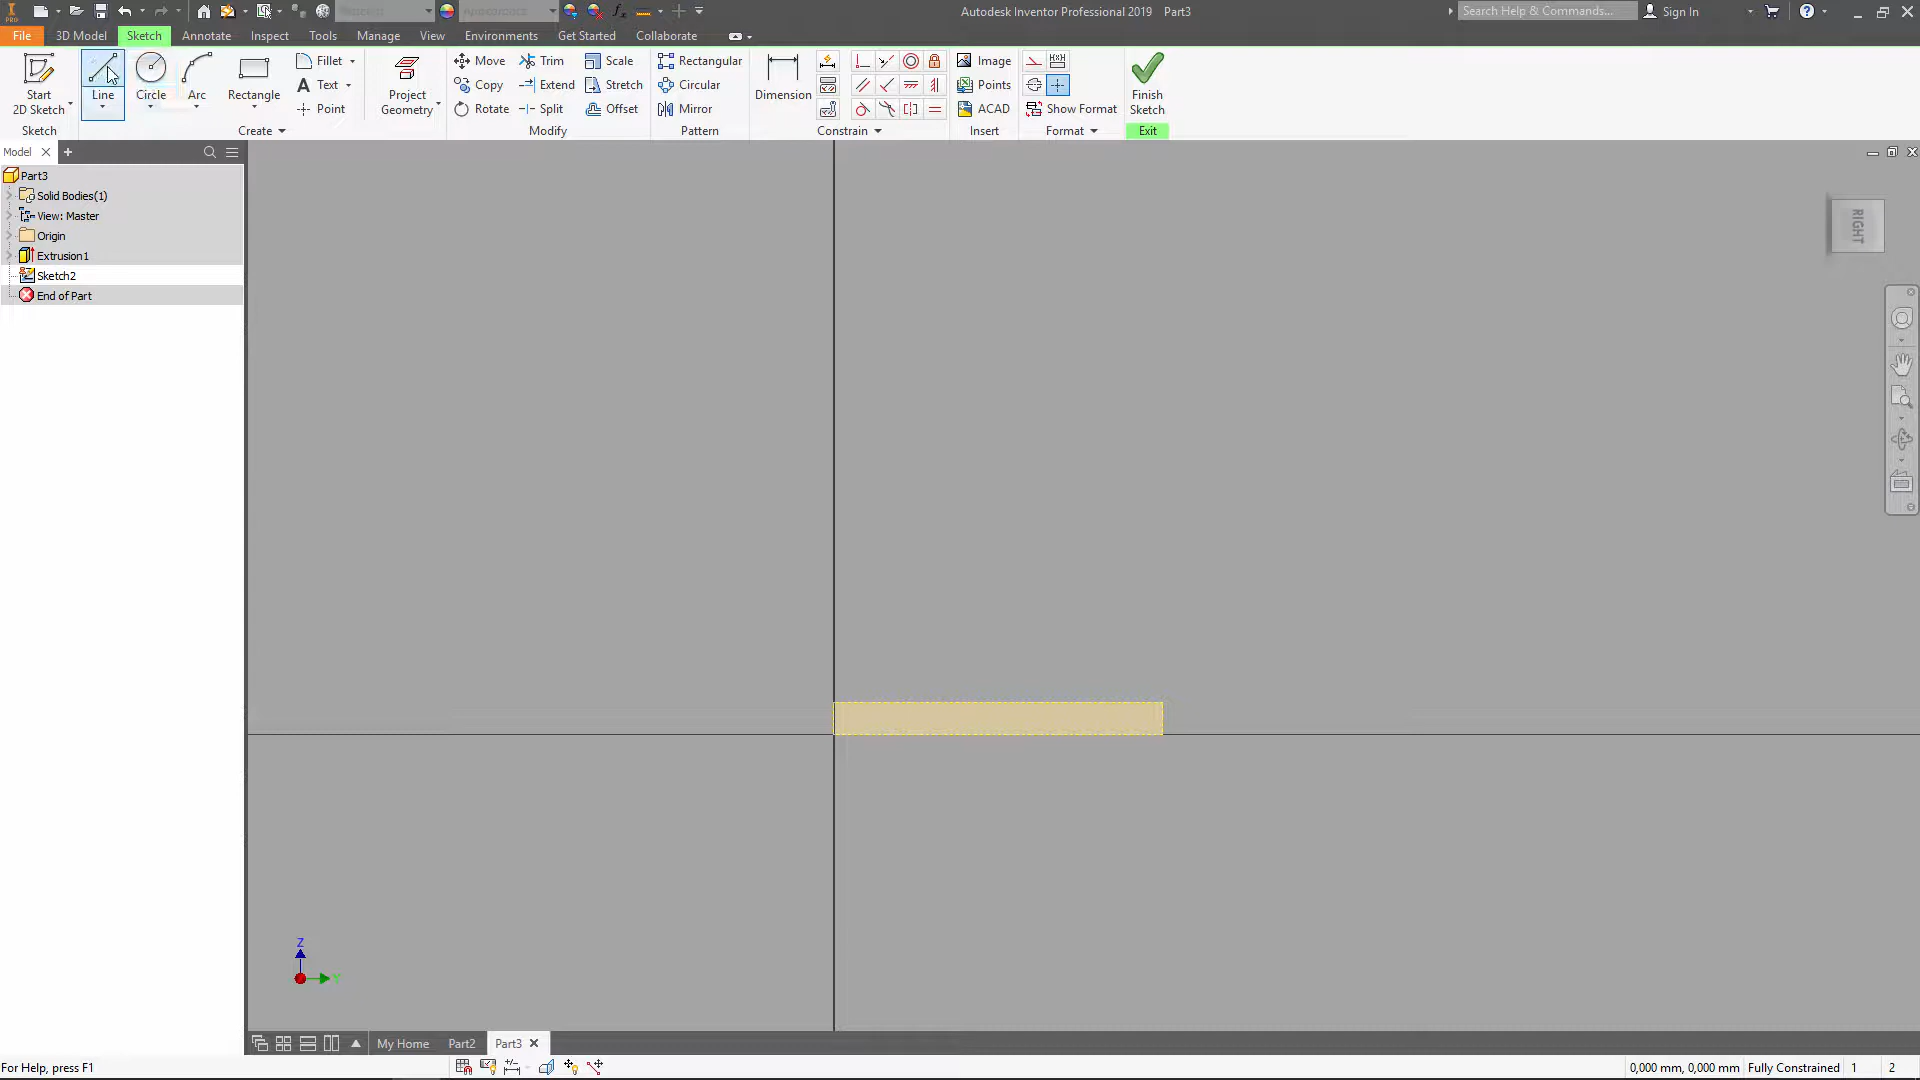 PRO Autodesk Inventor Professional 2019 Part3 Search Help & Commands... Sign In
File 3D Model Sketch Annotate Inspect Tools Manage View Environments Get Started Collaborate
Start 2D Sketch
Line
Circle
Arc
Rectangle
Fillet
Text
Point
Project Geometry
Move
Copy
Rotate
Trim
Extend
Split
Scale
Stretch
Offset
Rectangular
Circular
Mirror
Dimension
Image
Points
ACAD
Show Format
Finish Sketch
Sketch Create Modify Pattern Constrain Insert Format Exit
Model
Part3
Solid Bodies(1)
View: Master
Origin
Extrusion1
Sketch2
End of Part
RIGHT
Z
Y
My Home Part2 Part3
For Help, press F1
0,000 mm, 0,000 mm Fully Constrained 1 2